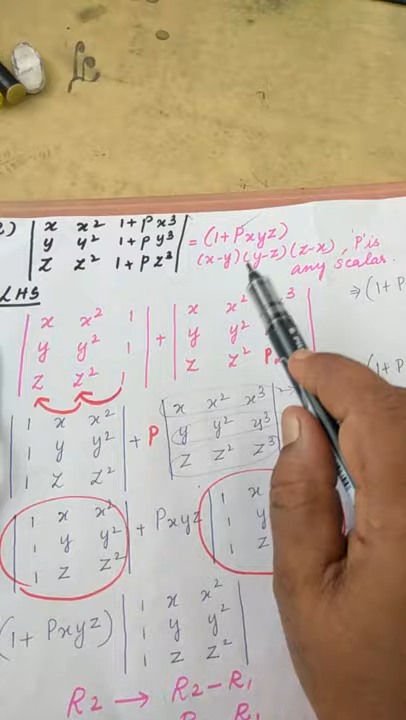 | x x² 1+Px³ |
| y y² 1+Py³ | = (1+Pxyz)
| z z² 1+Pz³ | (x-y)(y-z)(z-x), 'P' is
any scalar.
LHS
| x x² 1 | + | x x² 3 |
| y y² 1 | + | y y² |
| z z² 1 | | z z² P
⇒ (1+P
(1+P
| 1 x x² | | x x² x³ |
| 1 y y² | + P | y y² y³ |
| 1 z z² | | z z² z³ |
| 1 x x² | | 1 x
| 1 y y² | + Pxyz | 1 y
| 1 z z² | | 1 z
| 1 x x² |
(1+Pxyz) | 1 y y² |
| 1 z z² |
R2 → R2-R1